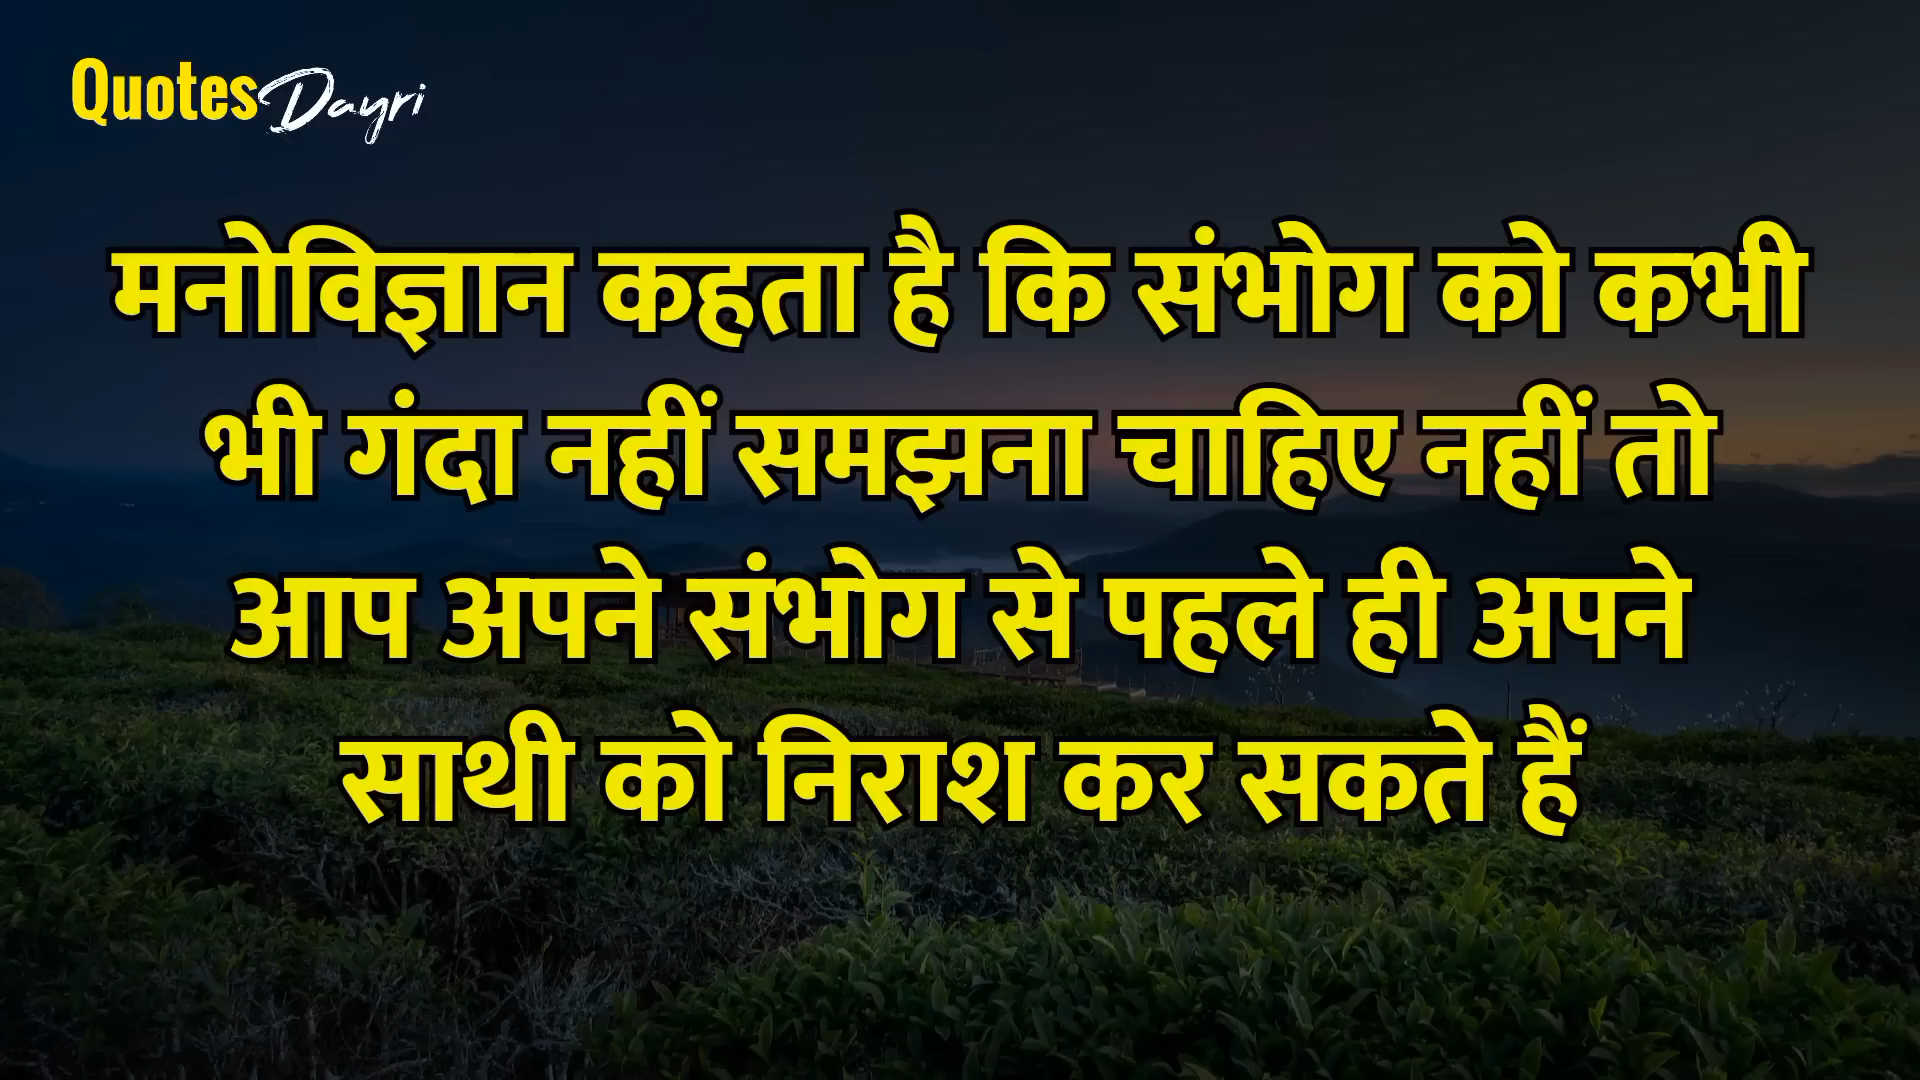 Quotes Dayri
मनोविज्ञान कहता है कि संभोग को कभी
भी गंदा नहीं समझना चाहिए नहीं तो
आप अपने संभोग से पहले ही अपने
साथी को निराश कर सकते हैं